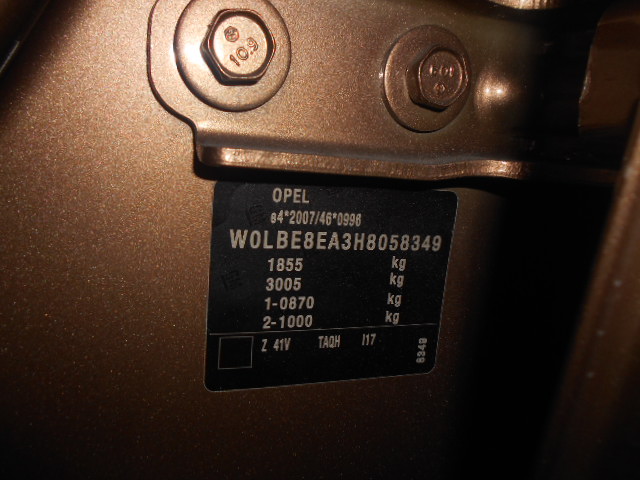 109
OPEL
e4*2007/46*0996
W0LBE8EA3H8058349
1855 kg
3005 kg
1-0870 kg
2-1000 kg
Z 41V TAQH I17
8349